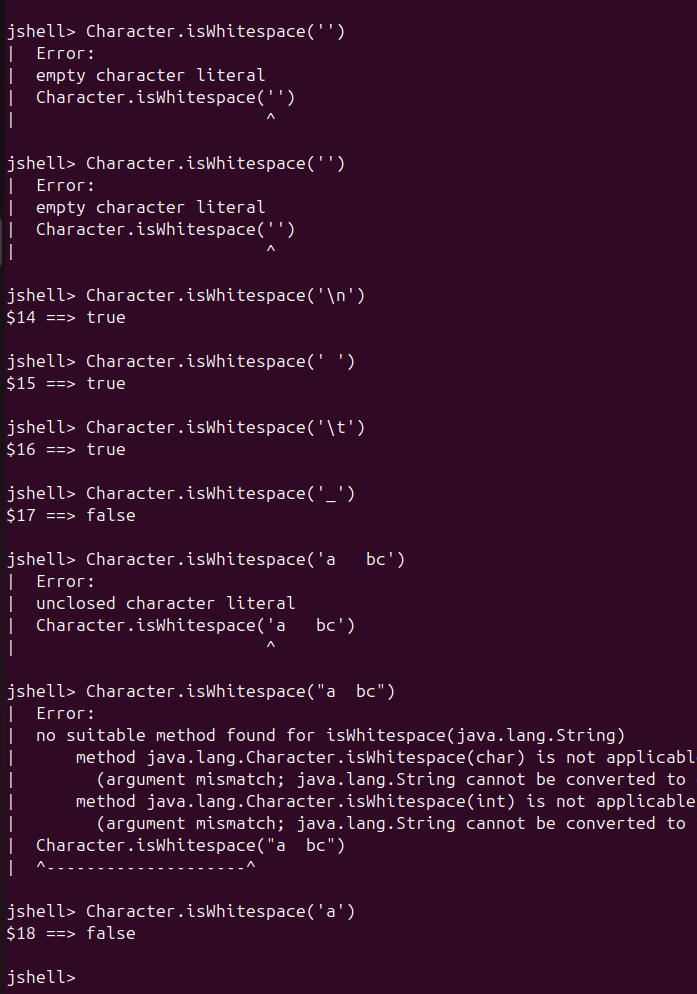 jshell> Character.isWhitespace('')
|  Error:
|  empty character literal
|  Character.isWhitespace('')
|                         ^
jshell> Character.isWhitespace('')
|  Error:
|  empty character literal
|  Character.isWhitespace('')
|                         ^
jshell> Character.isWhitespace('\n')
$14 ==> true
jshell> Character.isWhitespace(' ')
$15 ==> true
jshell> Character.isWhitespace('\t')
$16 ==> true
jshell> Character.isWhitespace('_')
$17 ==> false
jshell> Character.isWhitespace('a   bc')
|  Error:
|  unclosed character literal
|  Character.isWhitespace('a   bc')
|                         ^
jshell> Character.isWhitespace("a  bc")
|  Error:
|  no suitable method found for isWhitespace(java.lang.String)
|      method java.lang.Character.isWhitespace(char) is not applicabl
|        (argument mismatch; java.lang.String cannot be converted to
|      method java.lang.Character.isWhitespace(int) is not applicable
|        (argument mismatch; java.lang.String cannot be converted to
|  Character.isWhitespace("a  bc")
|  ^--------------------^
jshell> Character.isWhitespace('a')
$18 ==> false
jshell>